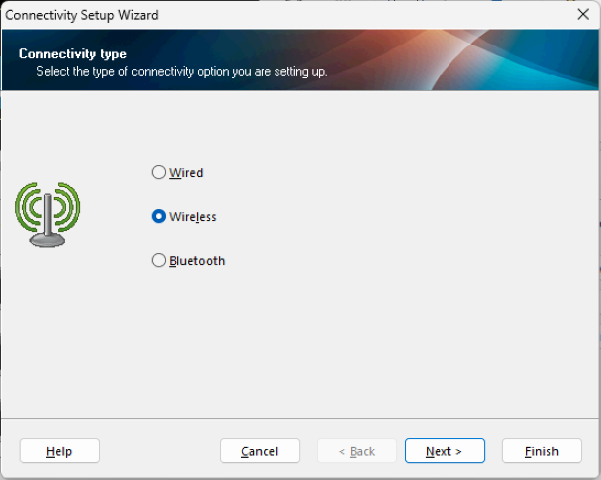 Connectivity Setup Wizard
Connectivity type
Select the type of connectivity option you are setting up.
Wired
Wireless
Bluetooth
Help
Cancel
< Back
Next >
Finish